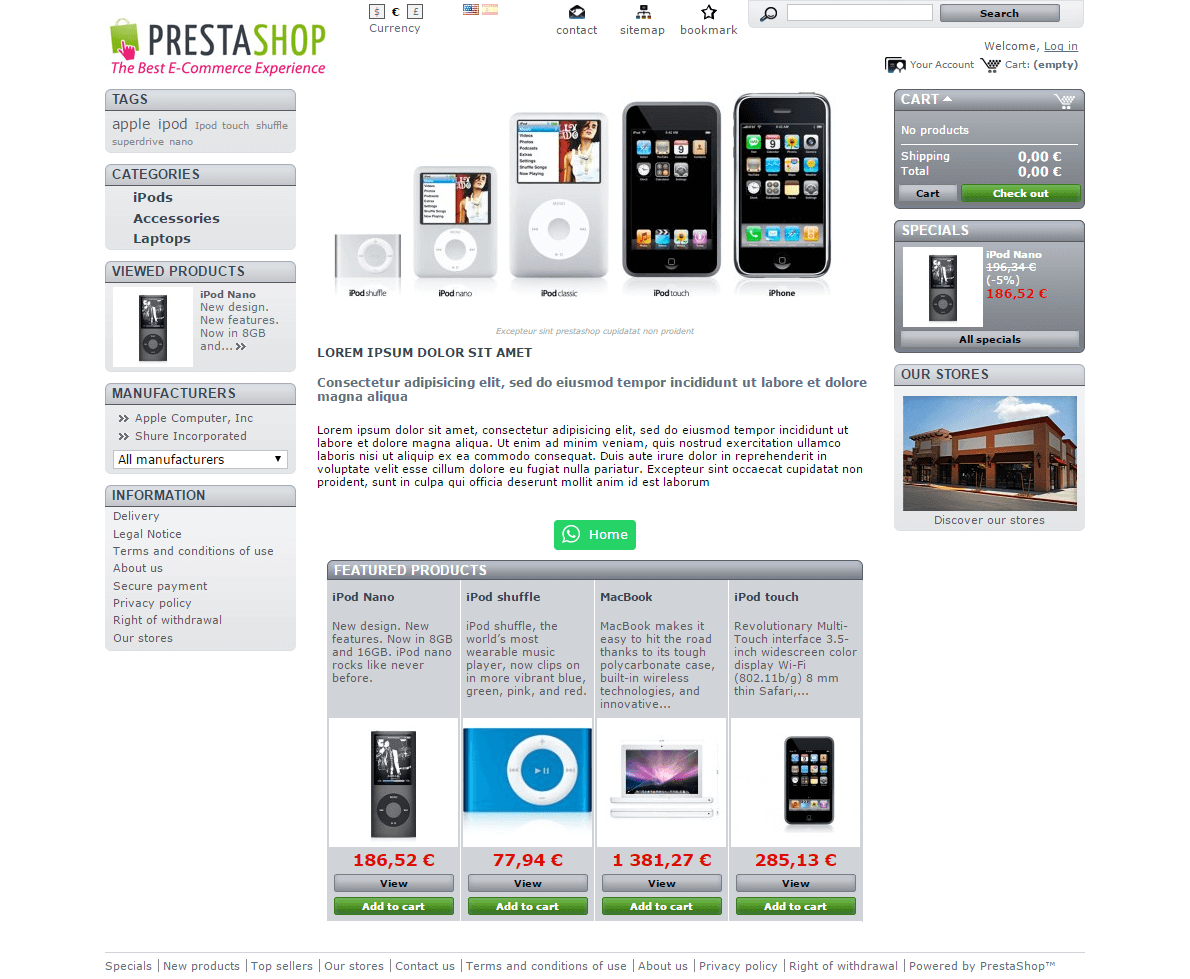 $ € £
Currency
contact
sitemap
bookmark
Search
PRESTASHOP
The Best E-Commerce Experience
Welcome, Log in
Your Account
Cart: (empty)
TAGS
apple ipod Ipod touch shuffle
superdrive nano
CATEGORIES
iPods
Accessories
Laptops
VIEWED PRODUCTS
iPod Nano
New design.
New features.
Now in 8GB
and...
MANUFACTURERS
Apple Computer, Inc
Shure Incorporated
All manufacturers
INFORMATION
Delivery
Legal Notice
Terms and conditions of use
About us
Secure payment
Privacy policy
Right of withdrawal
Our stores
iPod shuffle
iPod nano
iPod classic
iPod touch
iPhone
Excepteur sint prestashop cupidatat non proident
LOREM IPSUM DOLOR SIT AMET
Consectetur adipisicing elit, sed do eiusmod tempor incididunt ut labore et dolore
magna aliqua
Lorem ipsum dolor sit amet, consectetur adipisicing elit, sed do eiusmod tempor incididunt ut
labore et dolore magna aliqua. Ut enim ad minim veniam, quis nostrud exercitation ullamco
laboris nisi ut aliquip ex ea commodo consequat. Duis aute irure dolor in reprehenderit in
voluptate velit esse cillum dolore eu fugiat nulla pariatur. Excepteur sint occaecat cupidatat non
proident, sunt in culpa qui officia deserunt mollit anim id est laborum
Home
FEATURED PRODUCTS
iPod Nano
New design. New
features. Now in 8GB
and 16GB. iPod nano
rocks like never
before.
186,52 €
View
Add to cart
iPod shuffle
iPod shuffle, the
world's most
wearable music
player, now clips on
in more vibrant blue,
green, pink, and red.
77,94 €
View
Add to cart
MacBook
MacBook makes it
easy to hit the road
thanks to its tough
polycarbonate case,
built-in wireless
technologies, and
innovative...
1 381,27 €
View
Add to cart
iPod touch
Revolutionary Multi-
Touch interface 3.5-
inch widescreen color
display Wi-Fi
(802.11b/g) 8 mm
thin Safari,...
285,13 €
View
Add to cart
CART
No products
Shipping 0,00 €
Total 0,00 €
Cart
Check out
SPECIALS
iPod Nano
196,34 €
(-5%)
186,52 €
All specials
OUR STORES
Discover our stores
Specials | New products | Top sellers | Our stores | Contact us | Terms and conditions of use | About us | Privacy policy | Right of withdrawal | Powered by PrestaShop™